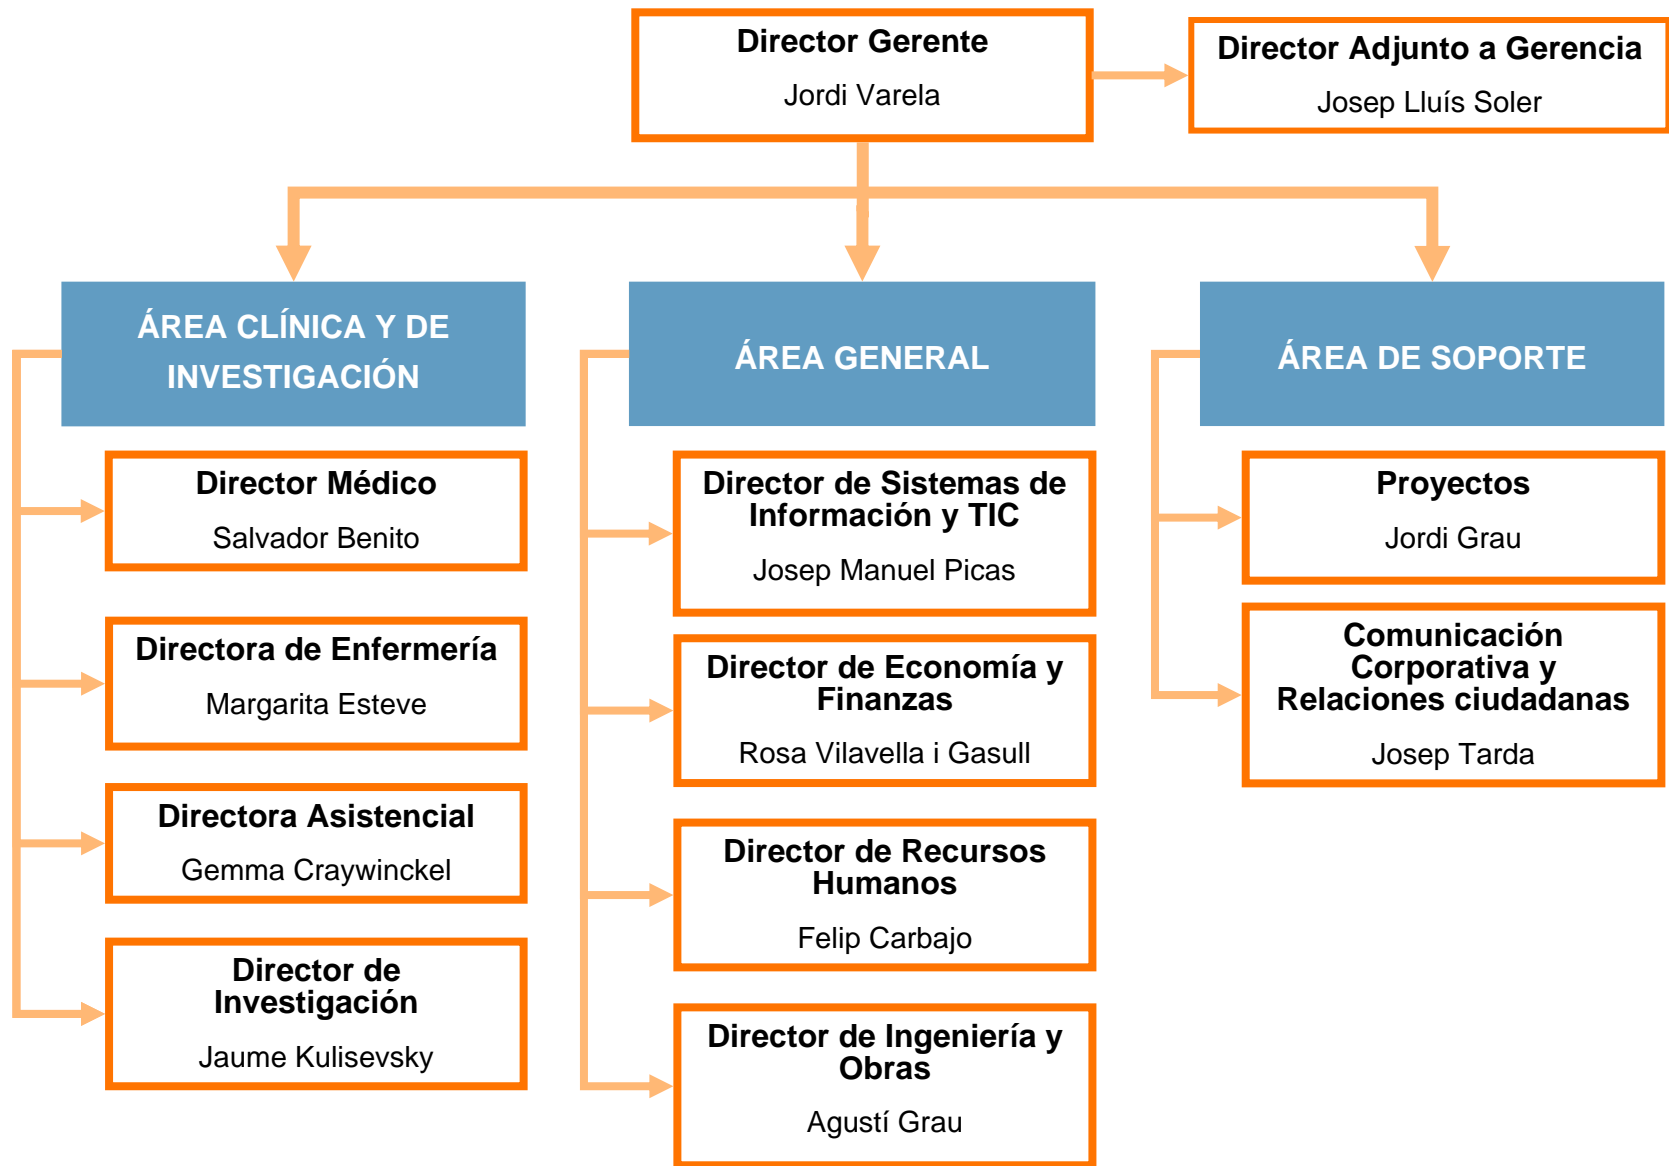 Director Gerente
Jordi Varela
Director Adjunto a Gerencia
Josep Lluís Soler
ÁREA CLÍNICA Y DE
INVESTIGACIÓN
Director Médico
Salvador Benito
Directora de Enfermería
Margarita Esteve
Directora Asistencial
Gemma Craywinckel
Director de
Investigación
Jaume Kulisevsky
ÁREA GENERAL
Director de Sistemas de
Información y TIC
Josep Manuel Picas
Director de Economía y
Finanzas
Rosa Vilavella i Gasull
Director de Recursos
Humanos
Felip Carbajo
Director de Ingeniería y
Obras
Agustí Grau
ÁREA DE SOPORTE
Proyectos
Jordi Grau
Comunicación
Corporativa y
Relaciones ciudadanas
Josep Tarda